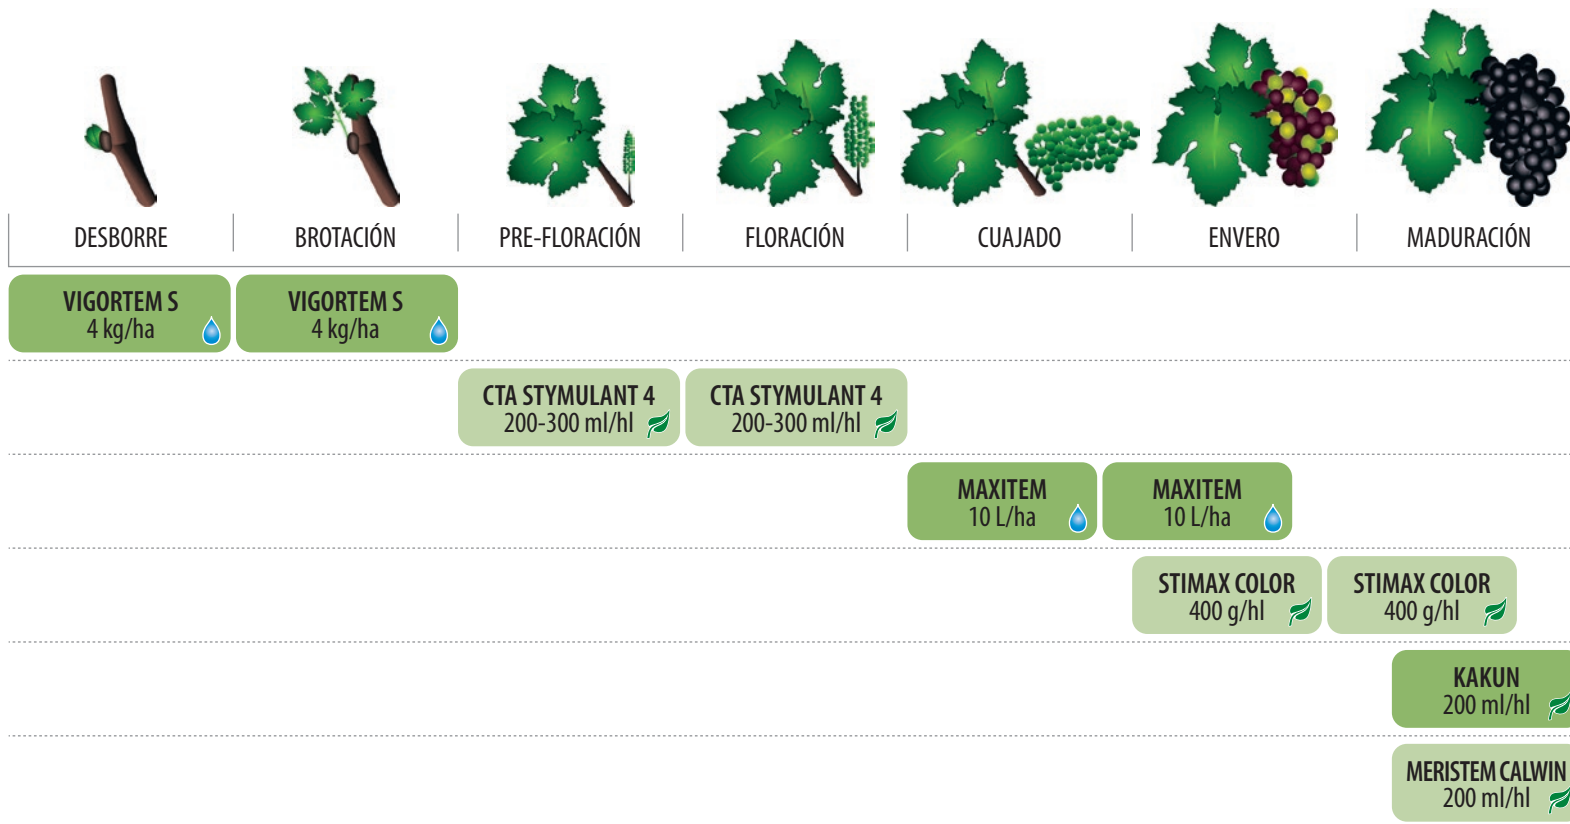 DESBORRE
BROTACIÓN
PRE-FLORACIÓN
FLORACIÓN
CUAJADO
ENVERO
MADURACIÓN
VIGORTEM S
4 kg/ha
VIGORTEM S
4 kg/ha
CTA STYMULANT 4
200-300 ml/hl
CTA STYMULANT 4
200-300 ml/hl
MAXITEM
10 L/ha
MAXITEM
10 L/ha
STIMAX COLOR
400 g/hl
STIMAX COLOR
400 g/hl
KAKUN
200 ml/hl
MERISTEM CALWIN
200 ml/hl